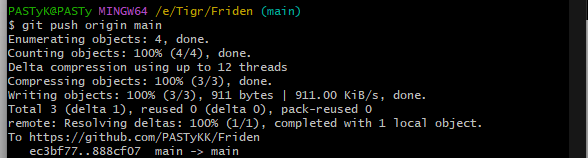 PASTyK@PASTyK MINGW64 /e/Tigr/Friden (main)
$ git push origin main
Enumerating objects: 4, done.
Counting objects: 100% (4/4), done.
Delta compression using up to 12 threads
Compressing objects: 100% (3/3), done.
Writing objects: 100% (3/3), 911 bytes | 911.00 KiB/s, done.
Total 3 (delta 1), reused 0 (delta 0), pack-reused 0
remote: Resolving deltas: 100% (1/1), completed with 1 local object.
To https://github.com/PASTyKK/Friden
   ec3bf77..888cf07  main -> main